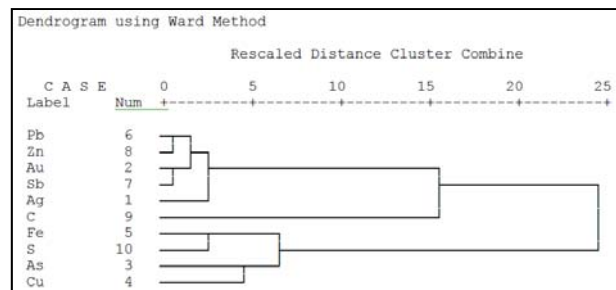 Dendrogram using Ward Method
Rescaled Distance Cluster Combine
C A S E 0 5 10 15 20 25
Label Num +---------+---------+---------+---------+---------+
Pb 6
Zn 8
Au 2
Sb 7
Ag 1
C 9
Fe 5
S 10
As 3
Cu 4